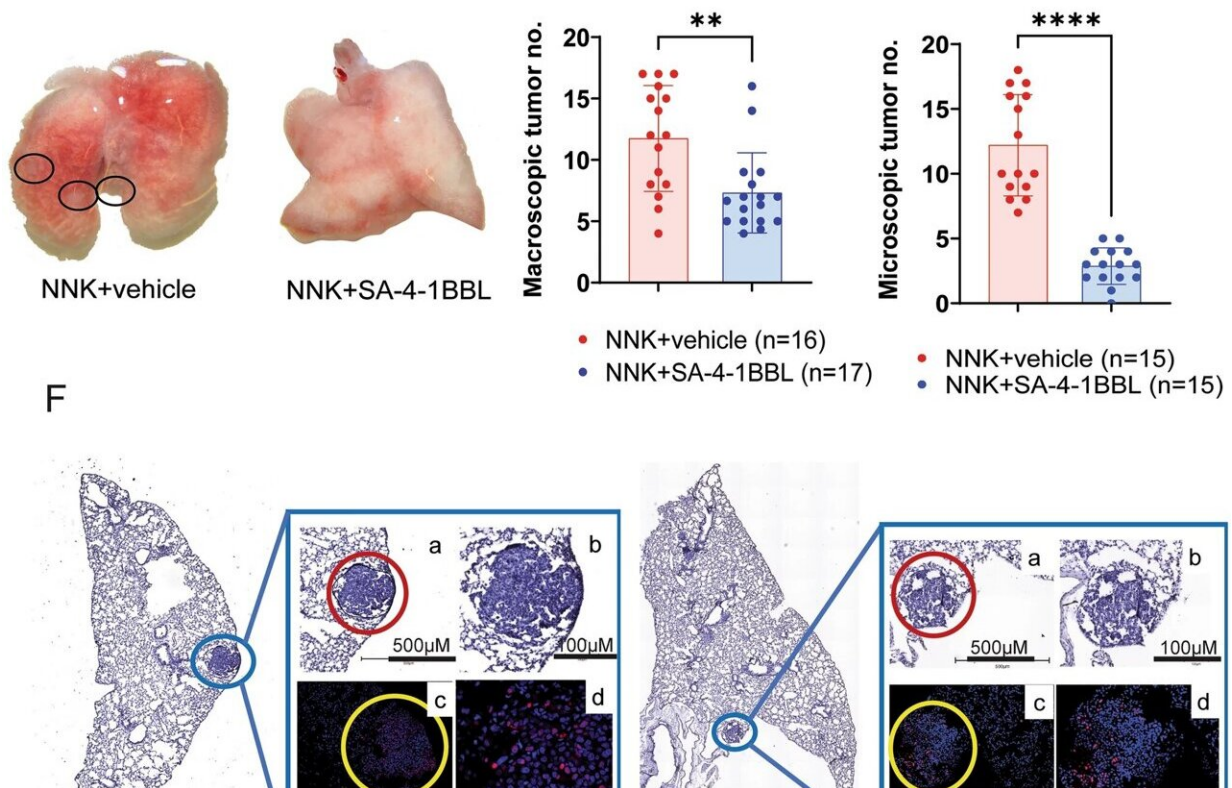 NNK+vehicle
NNK+SA-4-1BBL
Macroscopic tumor no.
20
15
10
5
0
**
NNK+vehicle (n=16)
NNK+SA-4-1BBL (n=17)
Microscopic tumor no.
20
15
10
5
0
****
NNK+vehicle (n=15)
NNK+SA-4-1BBL (n=15)
F
a
b
500µM
100µM
c
d
a
b
500µM
100µM
c
d